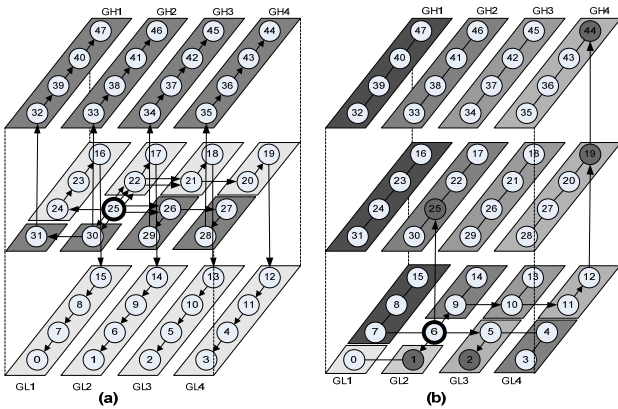 GH1 GH2 GH3 GH4 GH1 GH2 GH3 GH4
47 46 45 44 47 46 45 44
40 41 42 43 40 41 42 43
39 38 37 36 39 38 37 36
32 33 34 35 32 33 34 35
16 17 18 19 16 17 18 19
23 22 21 20 23 22 21 20
24 25 26 27 24 25 26 27
31 30 29 28 31 30 29 28
15 14 13 12 15 14 13 12
8 9 10 11 8 9 10 11
7 6 5 4 7 6 5 4
0 1 2 3 0 1 2 3
GL1 GL2 GL3 GL4 GL1 GL2 GL3 GL4
(a) (b)